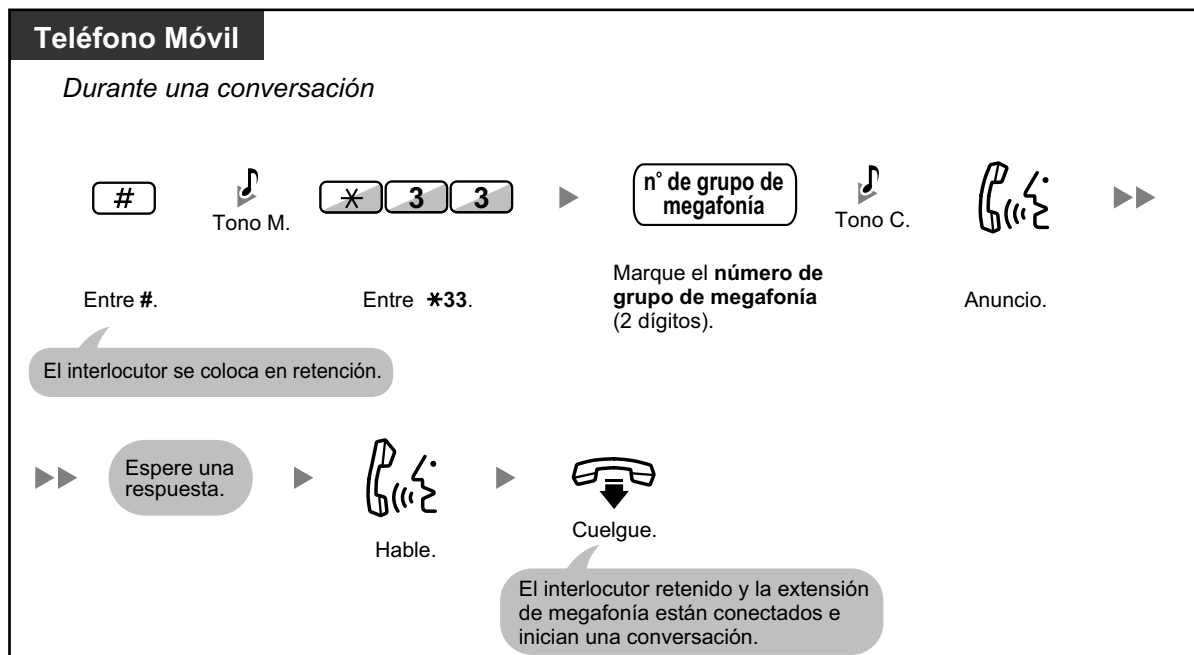 Teléfono Móvil
Durante una conversación
#
Tono M.
* 3 3
n° de grupo de
megafonía
Tono C.
Entre #.
Entre *33.
Marque el número de
grupo de megafonía
(2 dígitos).
Anuncio.
El interlocutor se coloca en retención.
Espere una
respuesta.
Hable.
Cuelgue.
El interlocutor retenido y la extensión
de megafonía están conectados e
inician una conversación.